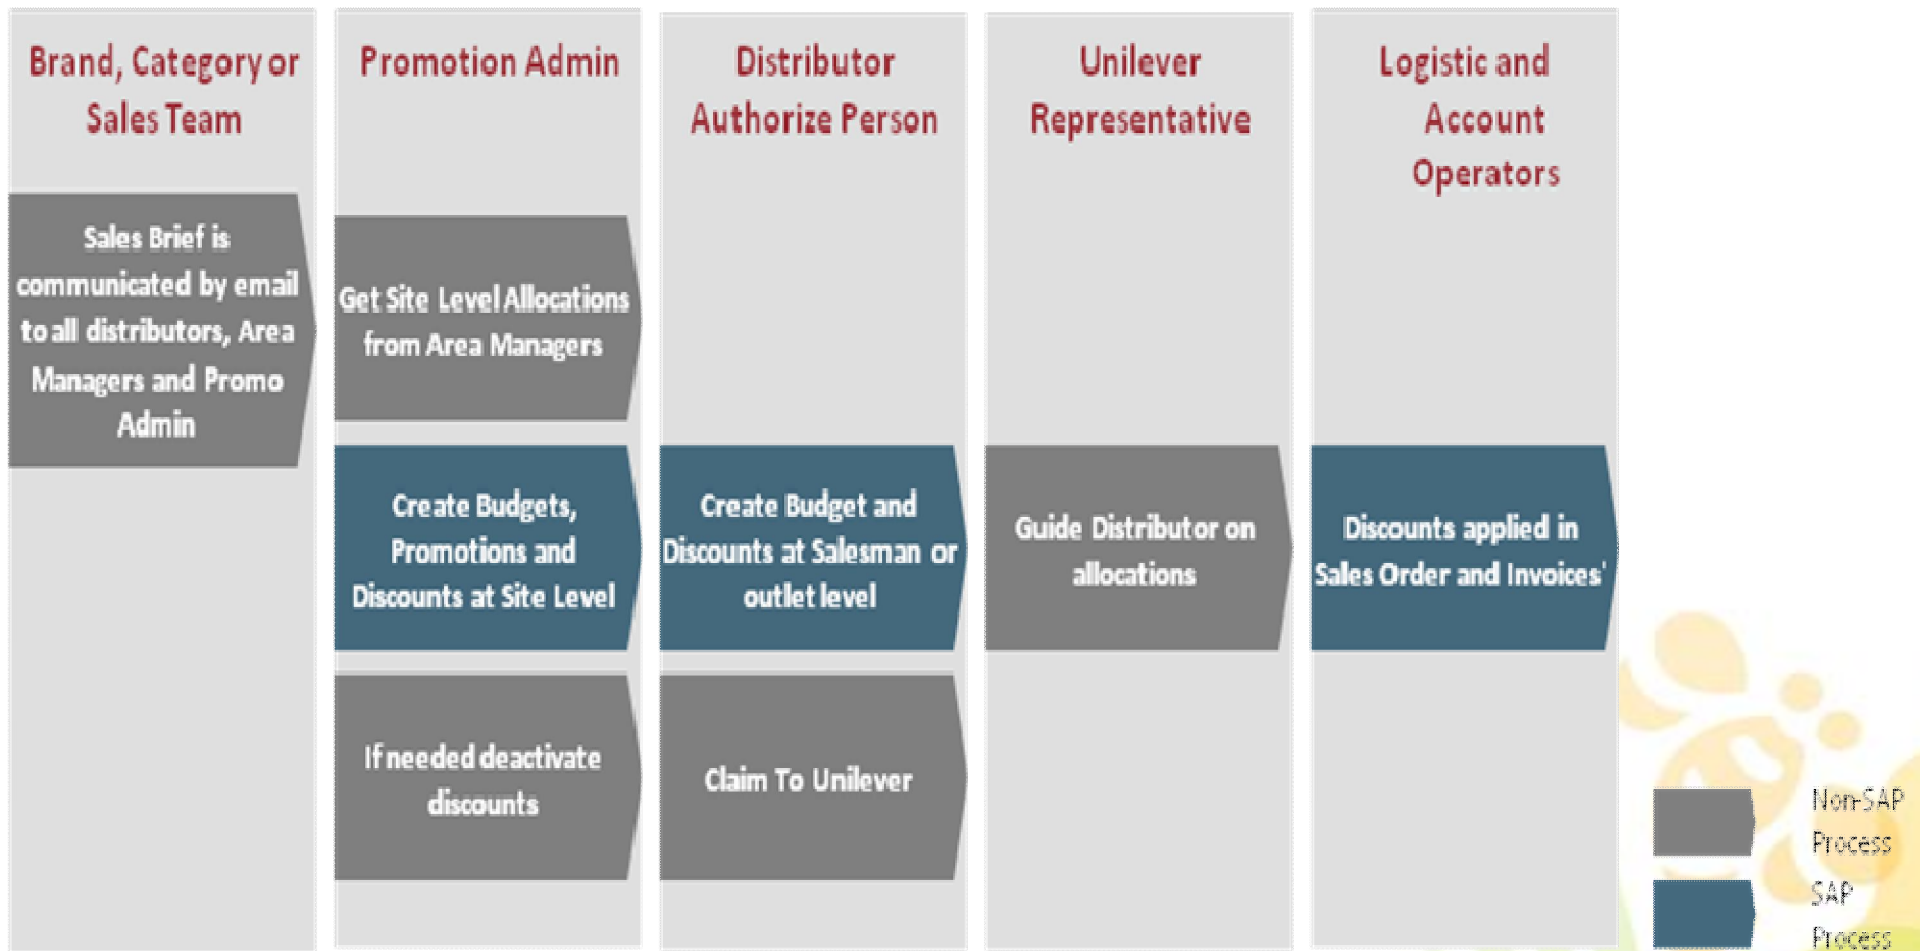 Brand, Category or
Sales Team
Sales Brief is
communicated by email
to all distributors, Area
Managers and Promo
Admin
Promotion Admin
Get Site Level Allocations
from Area Managers
Create Budgets,
Promotions and
Discounts at Site Level
If needed deactivate
discounts
Distributor
Authorize Person
Create Budget and
Discounts at Salesman or
outlet level
Claim To Unilever
Unilever
Representative
Guide Distributor on
allocations
Logistic and
Account
Operators
Discounts applied in
Sales Order and Invoices'
Non-SAP
Process
SAP
Process